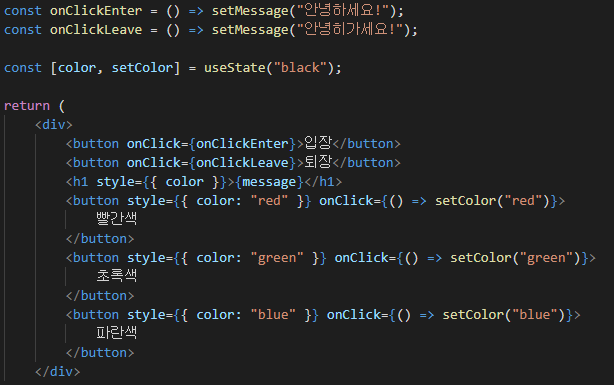 const onClickEnter = () => setMessage("안녕하세요!");
const onClickLeave = () => setMessage("안녕히가세요!");
const [color, setColor] = useState("black");
return (
<div>
<button onClick={onClickEnter}>입장</button>
<button onClick={onClickLeave}>퇴장</button>
<h1 style={{ color }}>{message}</h1>
<button style={{ color: "red" }} onClick={() => setColor("red")}>
빨간색
</button>
<button style={{ color: "green" }} onClick={() => setColor("green")}>
초록색
</button>
<button style={{ color: "blue" }} onClick={() => setColor("blue")}>
파란색
</button>
</div>